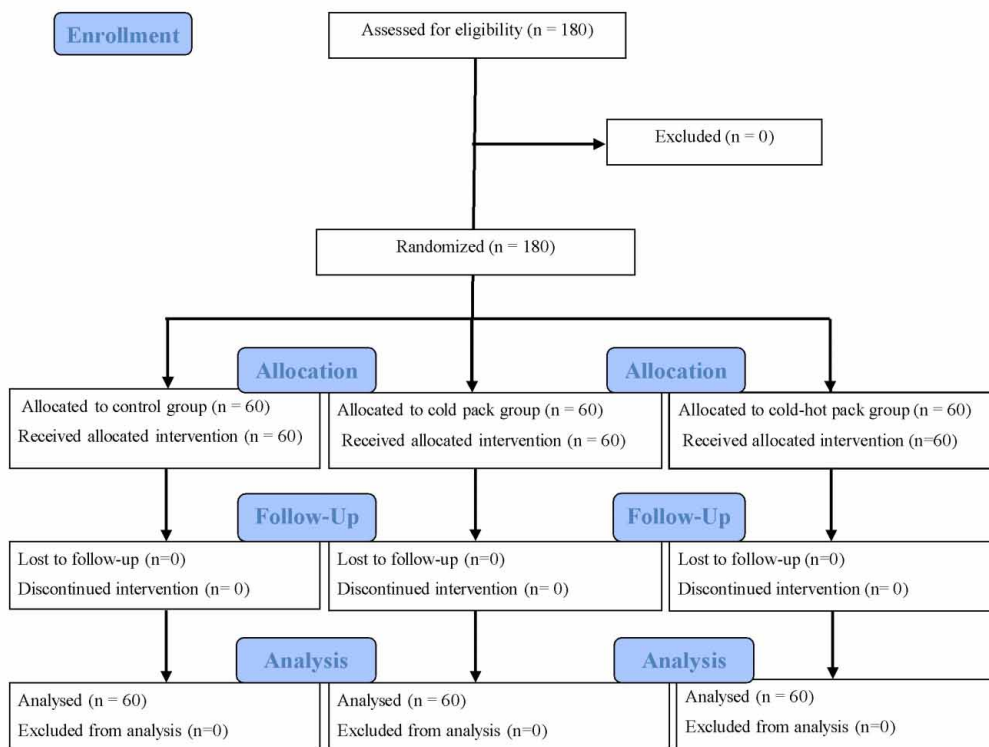 Enrollment
Assessed for eligibility (n = 180)
Excluded (n = 0)
Randomized (n = 180)
Allocation
Allocation
Allocated to control group (n = 60)
Received allocated intervention (n = 60)
Allocated to cold pack group (n = 60)
Received allocated intervention (n = 60)
Allocated to cold-hot pack group (n = 60)
Received allocated intervention (n=60)
Follow-Up
Follow-Up
Lost to follow-up (n=0)
Discontinued intervention (n= 0)
Lost to follow-up (n=0)
Discontinued intervention (n= 0)
Lost to follow-up (n=0)
Discontinued intervention (n= 0)
Analysis
Analysis
Analysed (n = 60)
Excluded from analysis (n=0)
Analysed (n = 60)
Excluded from analysis (n=0)
Analysed (n = 60)
Excluded from analysis (n=0)